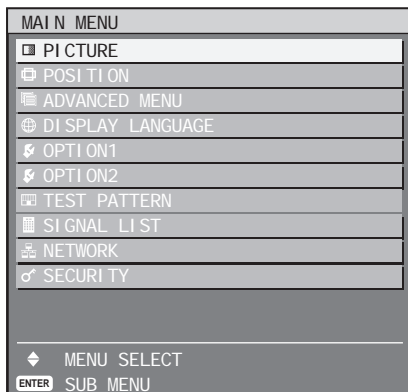 MAIN MENU
PICTURE
POSITION
ADVANCED MENU
DISPLAY LANGUAGE
OPTION1
OPTION2
TEST PATTERN
SIGNAL LIST
NETWORK
SECURITY
MENU SELECT
ENTER SUB MENU